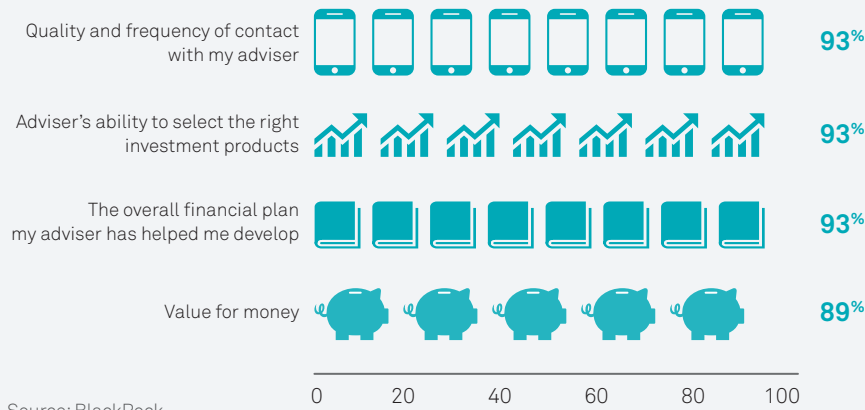 Quality and frequency of contact
with my adviser
93%
Adviser's ability to select the right
investment products
93%
The overall financial plan
my adviser has helped me develop
93%
Value for money
89%
0 20 40 60 80 100
Source: BlackRock